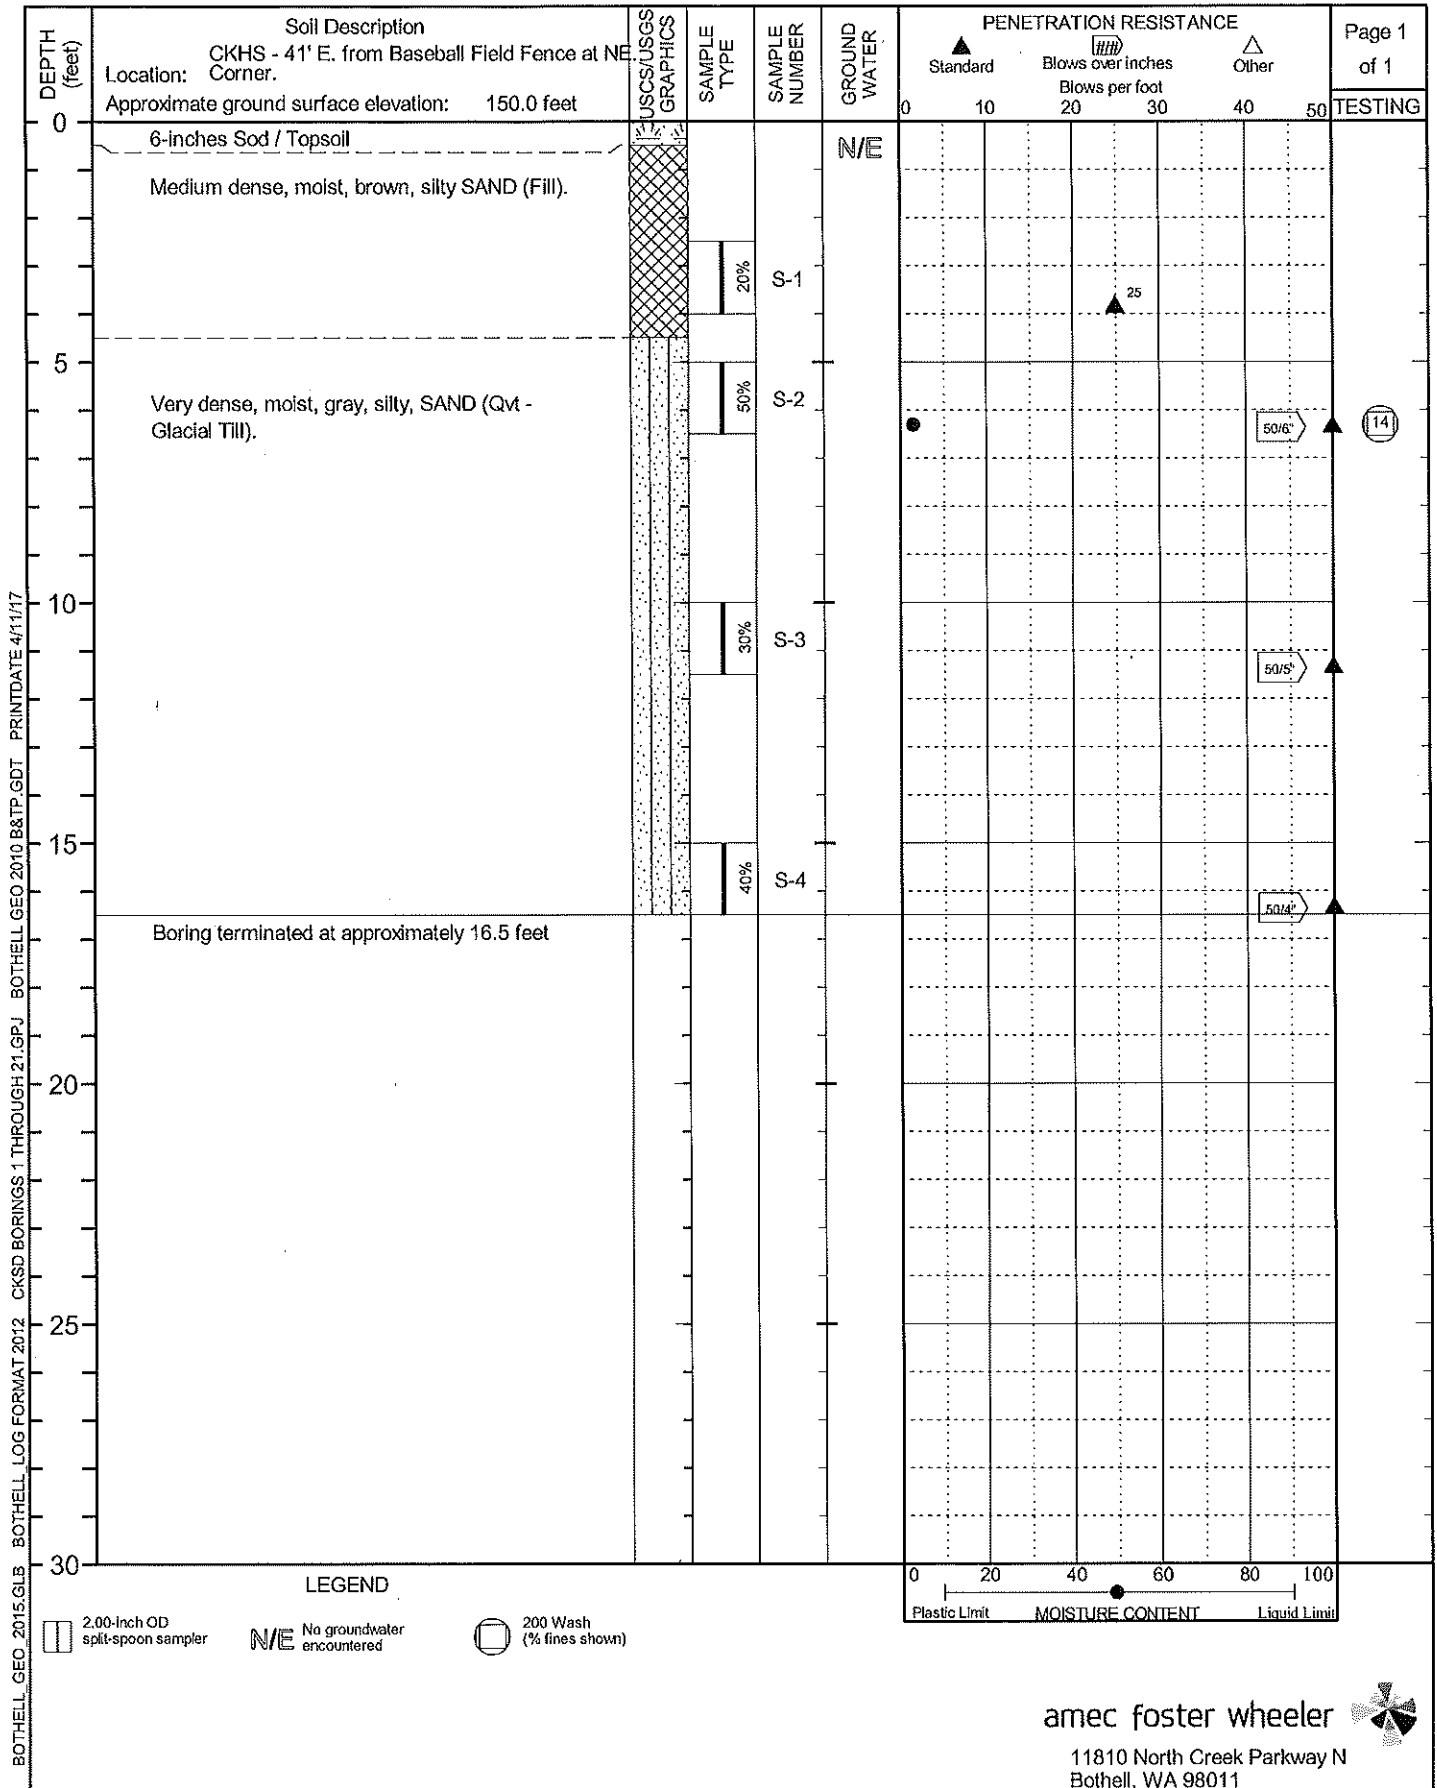 DEPTH
(feet)
Soil Description
CKHS - 41' E. from Baseball Field Fence at NE
Location: Corner.
Approximate ground surface elevation: 150.0 feet
USCS/USGS
GRAPHICS
SAMPLE
TYPE
SAMPLE
NUMBER
GROUND
WATER
PENETRATION RESISTANCE
Standard
###
Blows over inches
Other
Blows per foot
0 10 20 30 40 50
Page 1
of 1
TESTING
0
6-inches Sod / Topsoil
N/E
Medium dense, moist, brown, silty SAND (Fill).
20%
S-1
25
5
50%
S-2
Very dense, moist, gray, silty, SAND (Qvt -
Glacial Till).
50/6"
14
10
30%
S-3
50/5"
15
40%
S-4
50/4"
Boring terminated at approximately 16.5 feet
20
25
30
0 20 40 60 80 100
Plastic Limit MOISTURE CONTENT Liquid Limit
LEGEND
2.00-inch OD
split-spoon sampler
N/E No groundwater
encountered
200 Wash
(% fines shown)
amec foster wheeler
11810 North Creek Parkway N
Bothell, WA 98011
BOTHELL_GEO_2015.GLB BOTHELL_LOG FORMAT 2012 CKSD BORINGS 1 THROUGH 21.GPJ BOTHELL GEO 2010 B&TP.GDT PRINTDATE 4/11/17